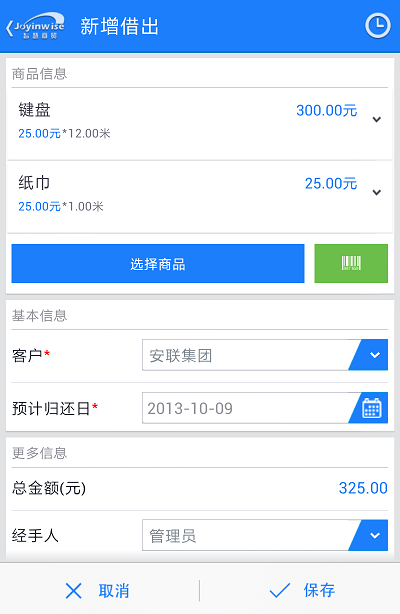 Joyinwise
智慧商贸
新增借出
商品信息
键盘
300.00元
25.00元*12.00米
纸巾
25.00元
25.00元*1.00米
选择商品
基本信息
客户*
安联集团
预计归还日*
2013-10-09
更多信息
总金额(元)
325.00
经手人
管理员
取消
保存